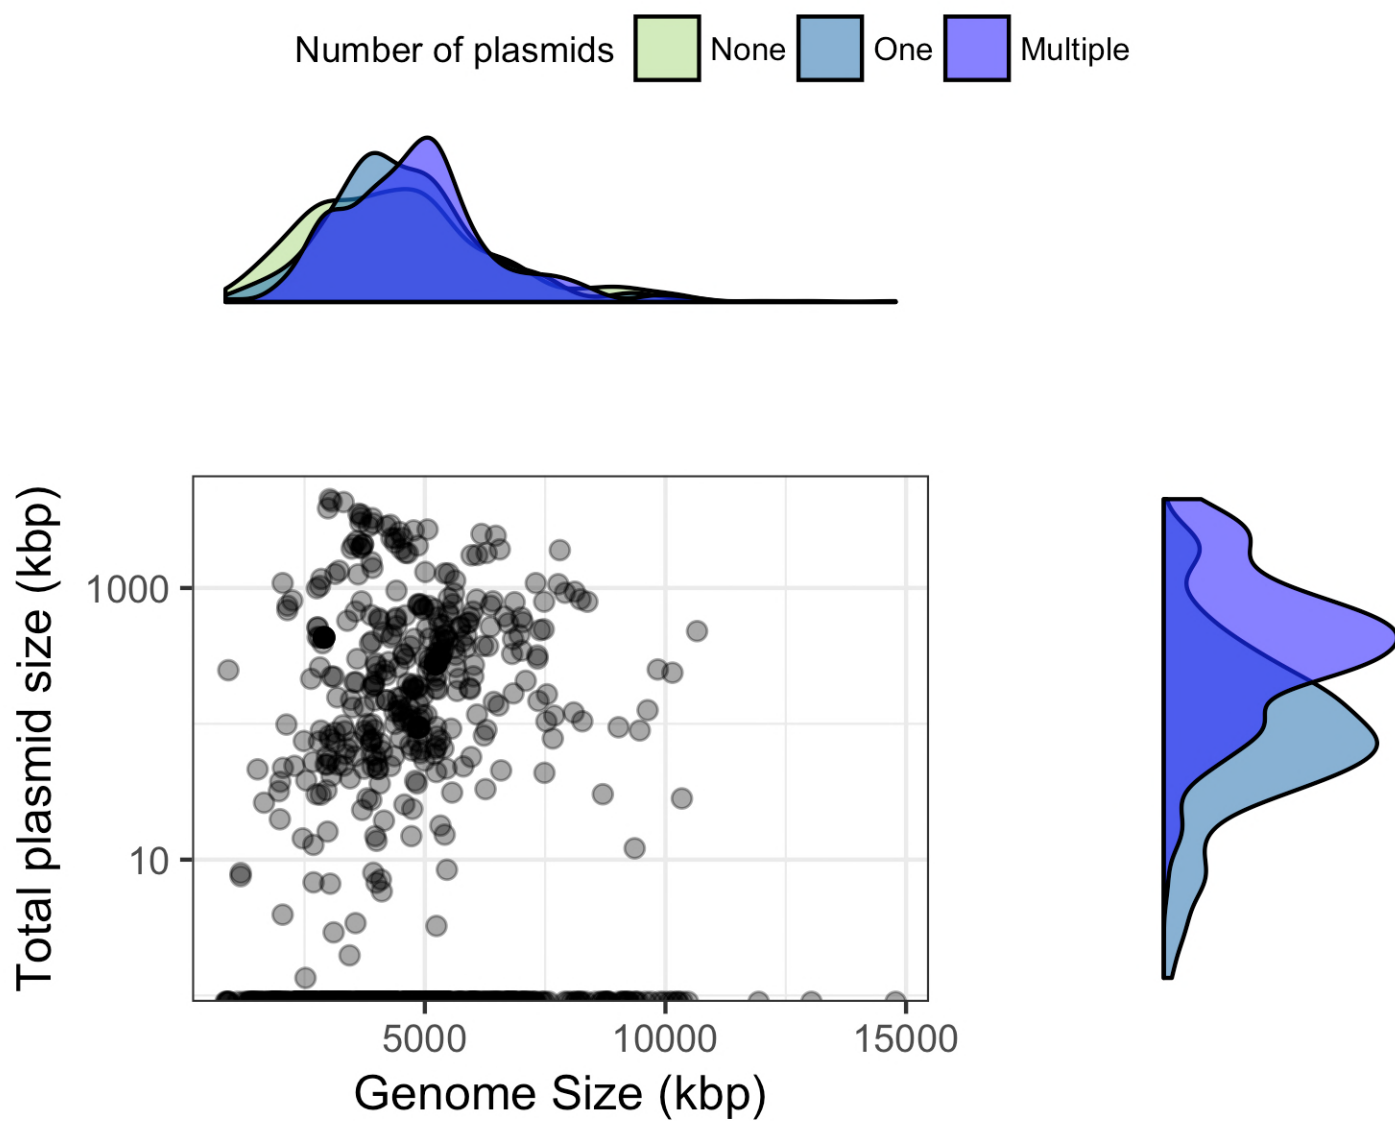 Number of plasmids None One Multiple
Total plasmid size (kbp)
1000
10
5000 10000 15000
Genome Size (kbp)